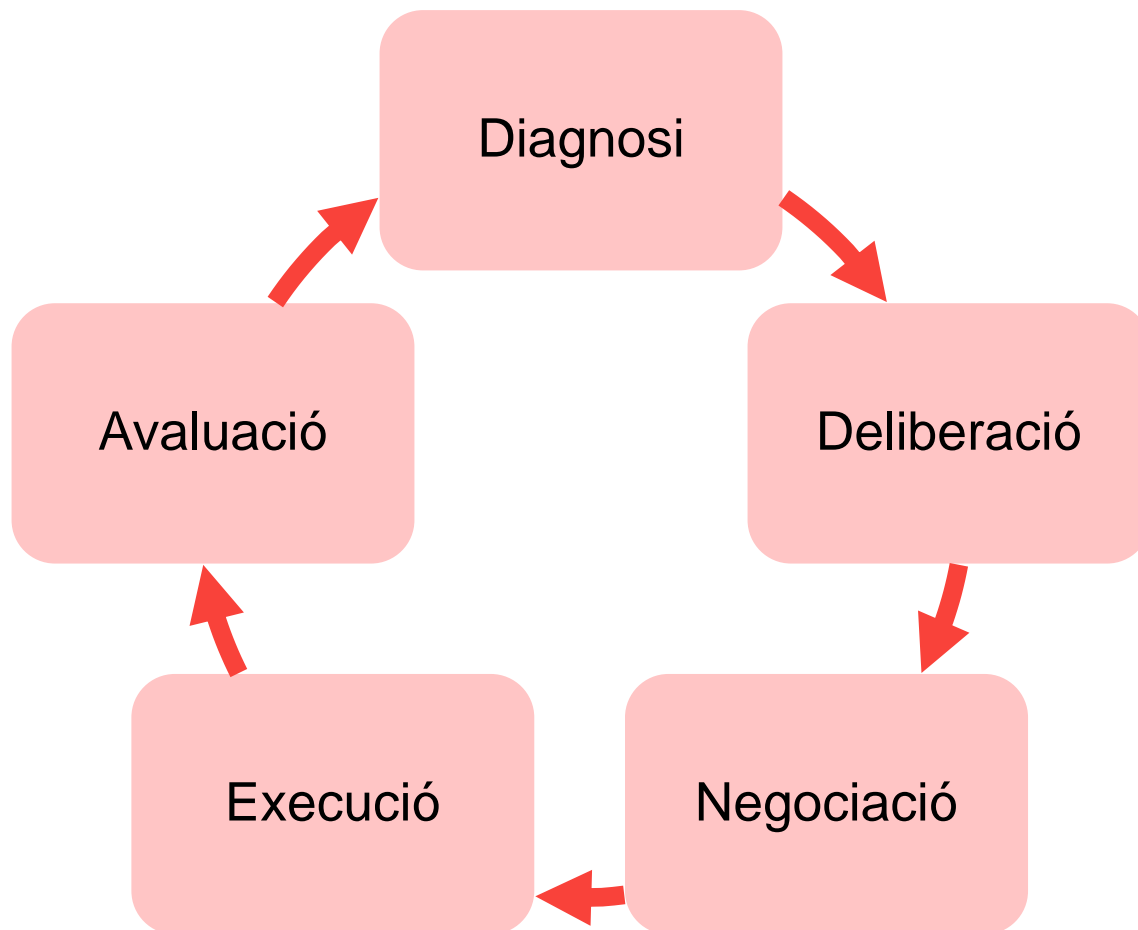 Diagnosi
Deliberació
Negociació
Execució
Avaluació